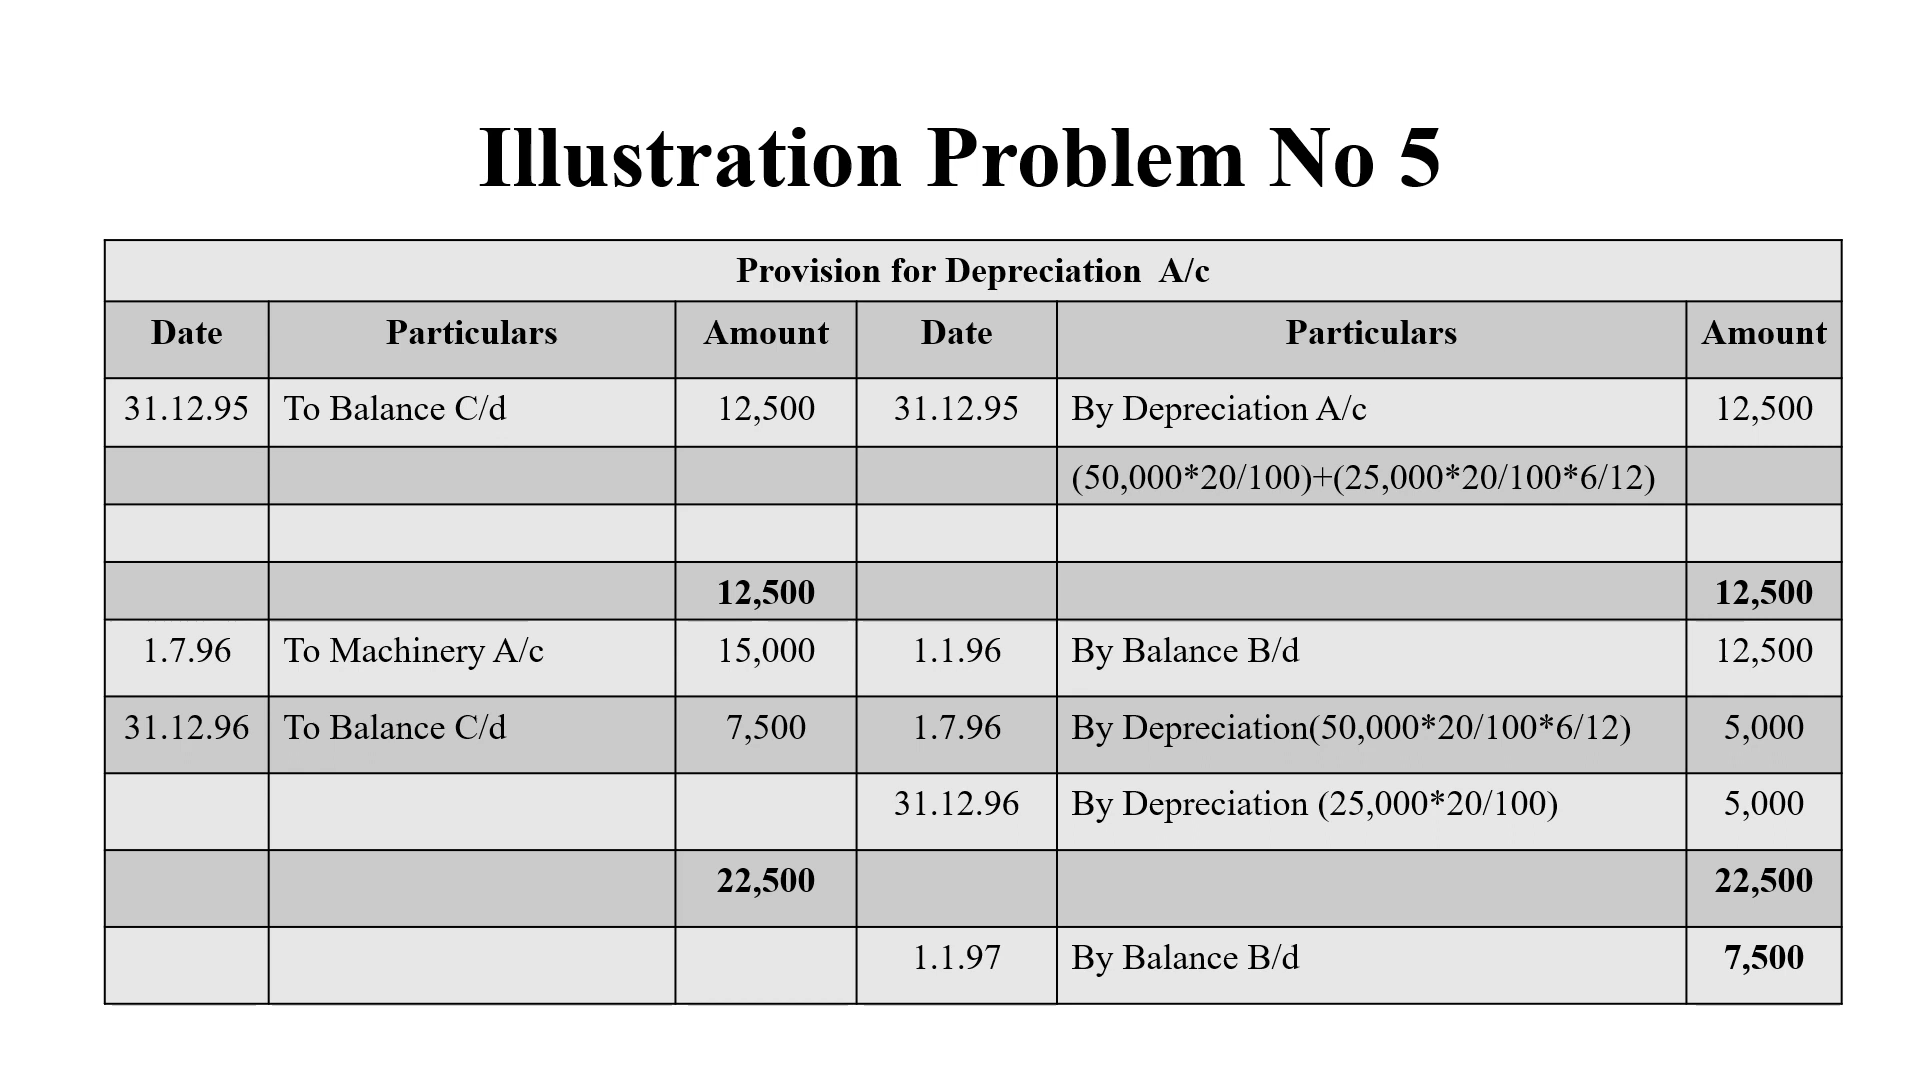 Illustration Problem No 5
Provision for Depreciation A/c
Date Particulars Amount Date Particulars Amount
31.12.95 To Balance C/d 12,500 31.12.95 By Depreciation A/c 12,500
(50,000*20/100)+(25,000*20/100*6/12)
12,500 12,500
1.7.96 To Machinery A/c 15,000 1.1.96 By Balance B/d 12,500
31.12.96 To Balance C/d 7,500 1.7.96 By Depreciation(50,000*20/100*6/12) 5,000
31.12.96 By Depreciation (25,000*20/100) 5,000
22,500 22,500
1.1.97 By Balance B/d 7,500